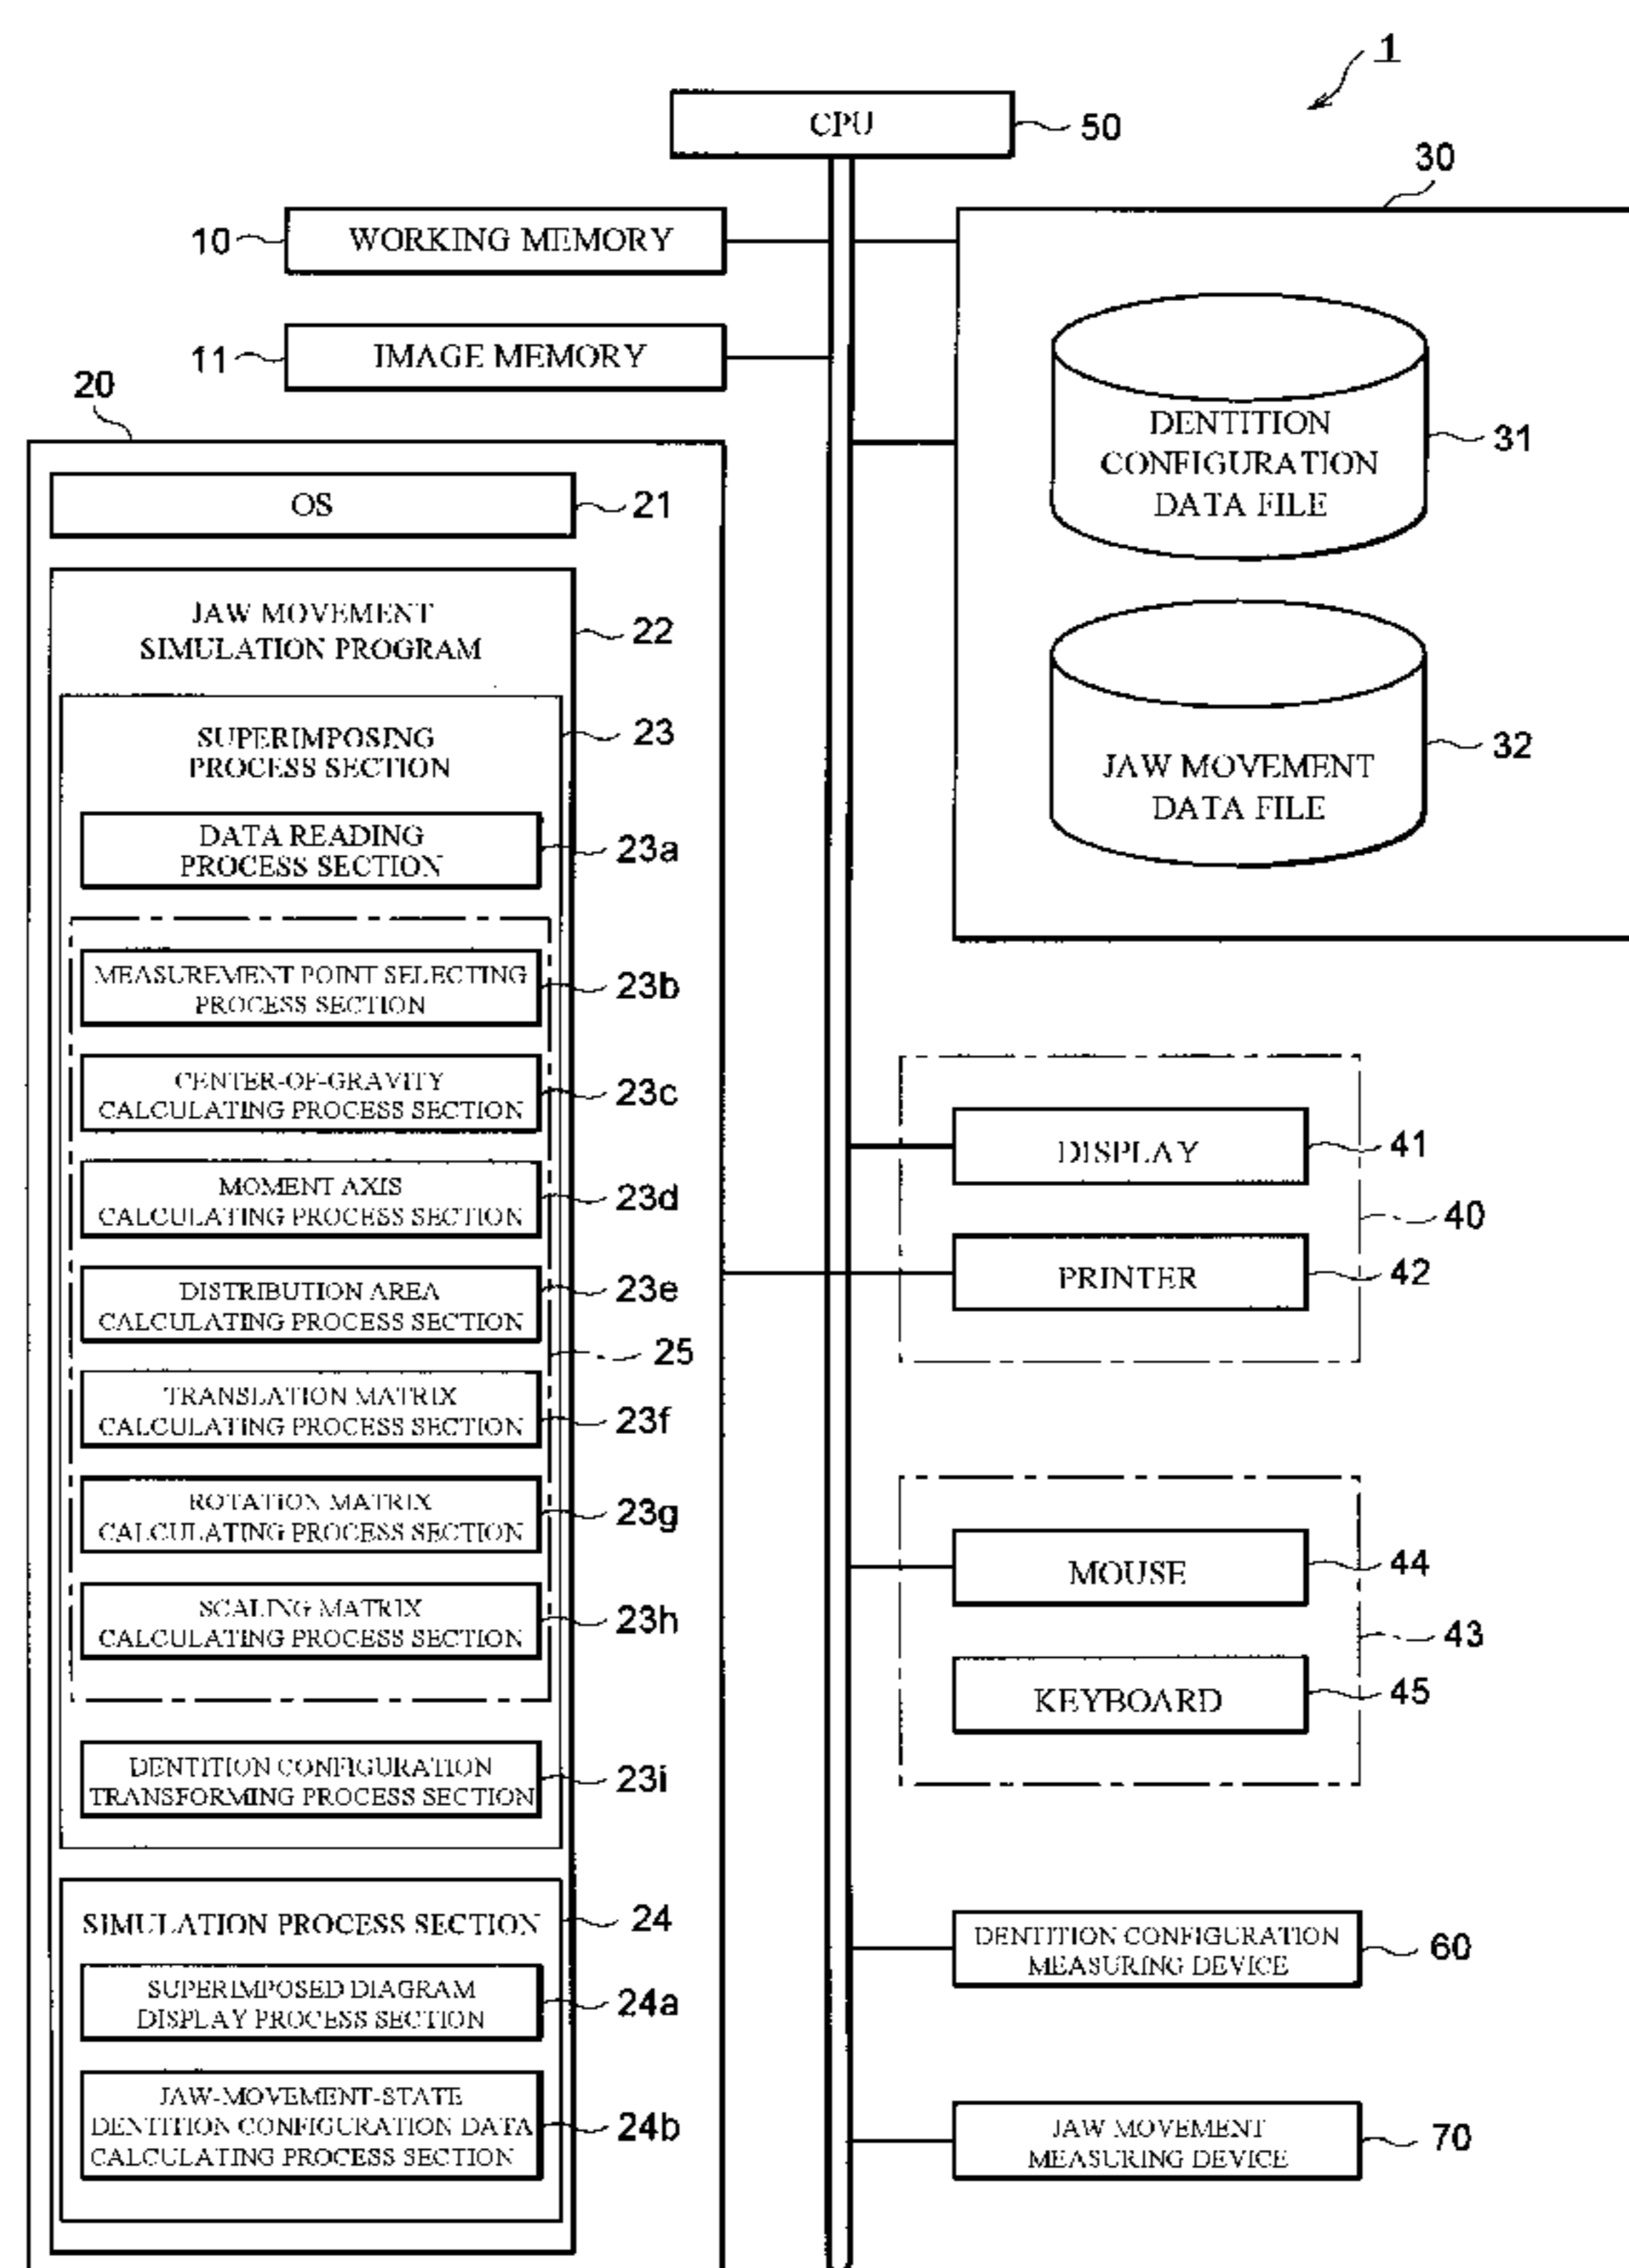 1
CPU
50
30
10
WORKING MEMORY
11
IMAGE MEMORY
20
DENTITION
CONFIGURATION
DATA FILE
31
JAW MOVEMENT
DATA FILE
32
OS
21
JAW MOVEMENT
SIMULATION PROGRAM
22
SUPERIMPOSING
PROCESS SECTION
23
DATA READING
PROCESS SECTION
23a
MEASUREMENT POINT SELECTING
PROCESS SECTION
23b
CENTER-OF-GRAVITY
CALCULATING PROCESS SECTION
23c
MOMENT AXIS
CALCULATING PROCESS SECTION
23d
DISTRIBUTION AREA
CALCULATING PROCESS SECTION
23e
25
TRANSLATION MATRIX
CALCULATING PROCESS SECTION
23f
ROTATION MATRIX
CALCULATING PROCESS SECTION
23g
SCALING MATRIX
CALCULATING PROCESS SECTION
23h
DENTITION CONFIGURATION
TRANSFORMING PROCESS SECTION
23i
SIMULATION PROCESS SECTION
24
SUPERIMPOSED DIAGRAM
DISPLAY PROCESS SECTION
24a
JAW-MOVEMENT-STATE
DENTITION CONFIGURATION DATA
CALCULATING PROCESS SECTION
24b
DISPLAY
41
40
PRINTER
42
MOUSE
44
43
KEYBOARD
45
DENTITION CONFIGURATION
MEASURING DEVICE
60
JAW MOVEMENT
MEASURING DEVICE
70